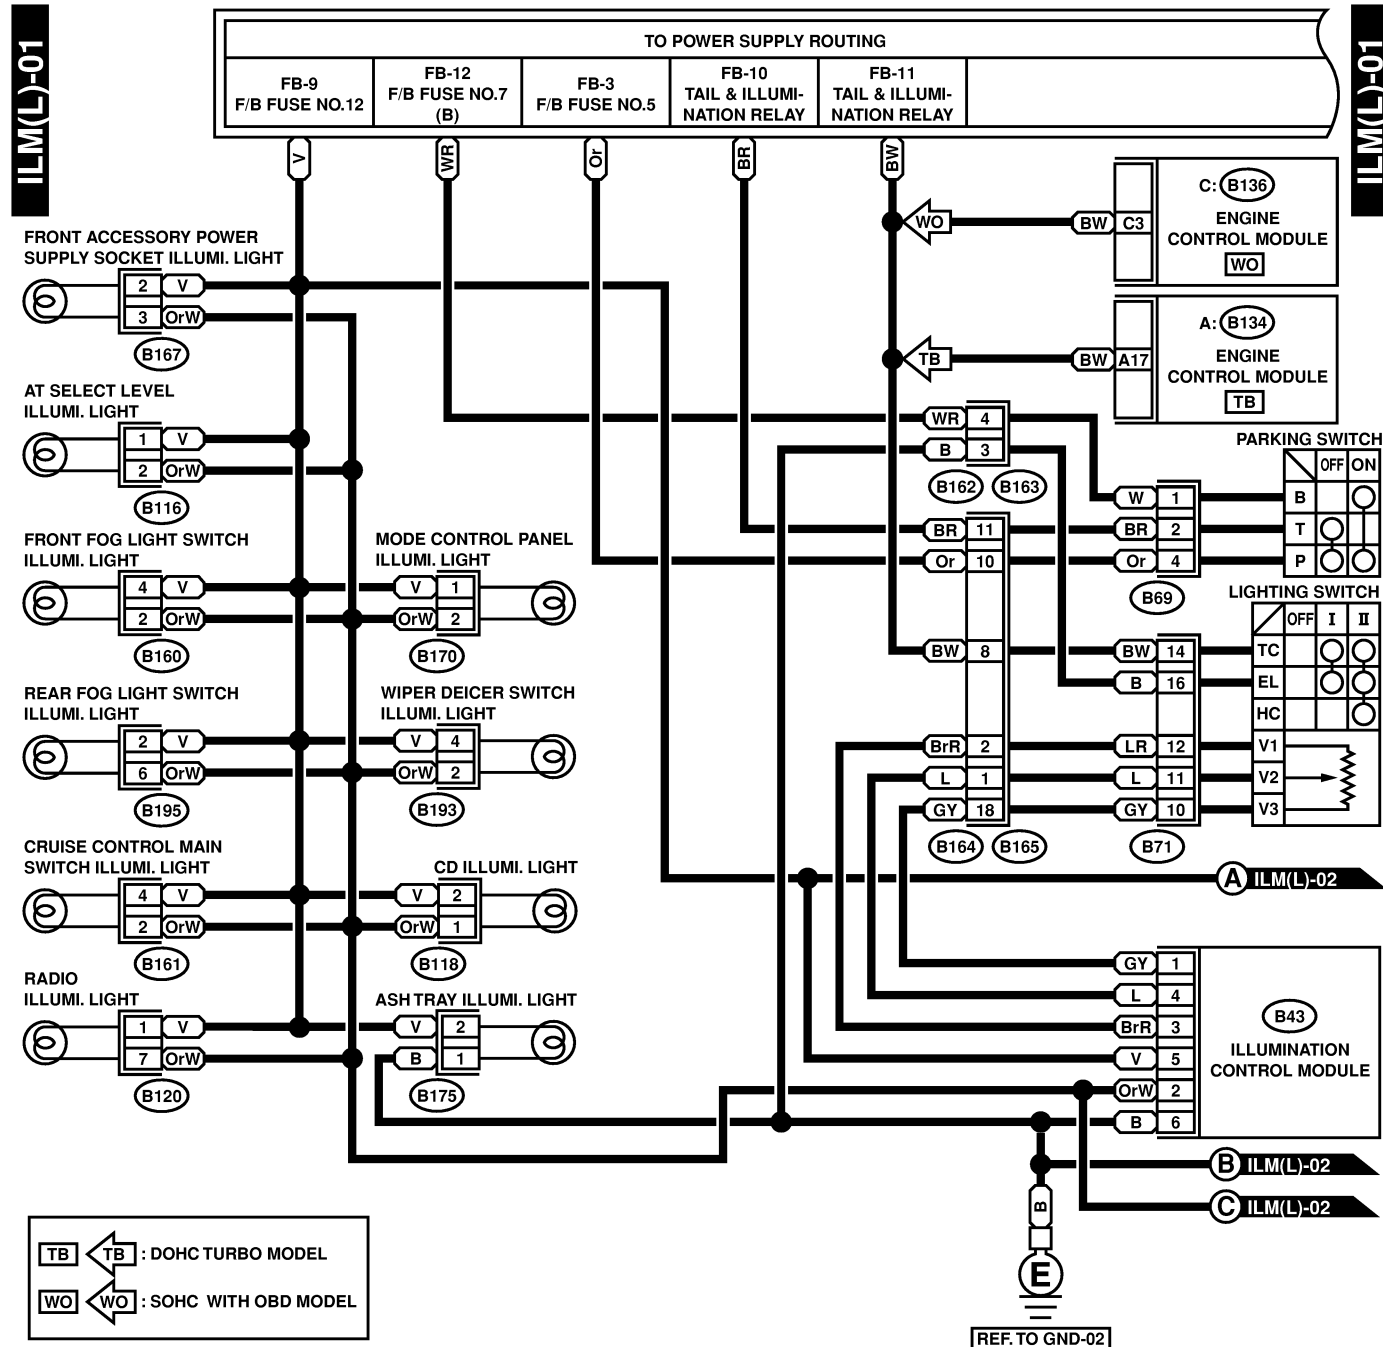 ILM(L)-01
ILM(L)-01
TO POWER SUPPLY ROUTING
FB-9
F/B FUSE NO.12
FB-12
F/B FUSE NO.7
(B)
FB-3
F/B FUSE NO.5
FB-10
TAIL & ILLUMI-
NATION RELAY
FB-11
TAIL & ILLUMI-
NATION RELAY
V
WR
Or
BR
BW
WO
BW C3
C: B136
ENGINE
CONTROL MODULE
WO
TB
BW A17
A: B134
ENGINE
CONTROL MODULE
TB
FRONT ACCESSORY POWER
SUPPLY SOCKET ILLUMI. LIGHT
2 V
3 OrW
B167
AT SELECT LEVEL
ILLUMI. LIGHT
1 V
2 OrW
B116
FRONT FOG LIGHT SWITCH
ILLUMI. LIGHT
4 V
2 OrW
B160
MODE CONTROL PANEL
ILLUMI. LIGHT
V 1
OrW 2
B170
REAR FOG LIGHT SWITCH
ILLUMI. LIGHT
2 V
6 OrW
B195
WIPER DEICER SWITCH
ILLUMI. LIGHT
V 4
OrW 2
B193
CRUISE CONTROL MAIN
SWITCH ILLUMI. LIGHT
4 V
2 OrW
B161
CD ILLUMI. LIGHT
V 2
OrW 1
B118
RADIO
ILLUMI. LIGHT
1 V
7 OrW
B120
ASH TRAY ILLUMI. LIGHT
V 2
B 1
B175
WR 4
B 3
B162 B163
BR 11
Or 10
BW 8
BrR 2
L 1
GY 18
B164 B165
PARKING SWITCH
OFF ON
W 1 B
BR 2 T
Or 4 P
B69
LIGHTING SWITCH
OFF I II
BW 14 TC
B 16 EL
HC
LR 12 V1
L 11 V2
GY 10 V3
B71
A ILM(L)-02
GY 1
L 4
BrR 3
V 5
OrW 2
B 6
B43
ILLUMINATION
CONTROL MODULE
B ILM(L)-02
C ILM(L)-02
B
E
REF. TO GND-02
TB TB : DOHC TURBO MODEL
WO WO : SOHC WITH OBD MODEL